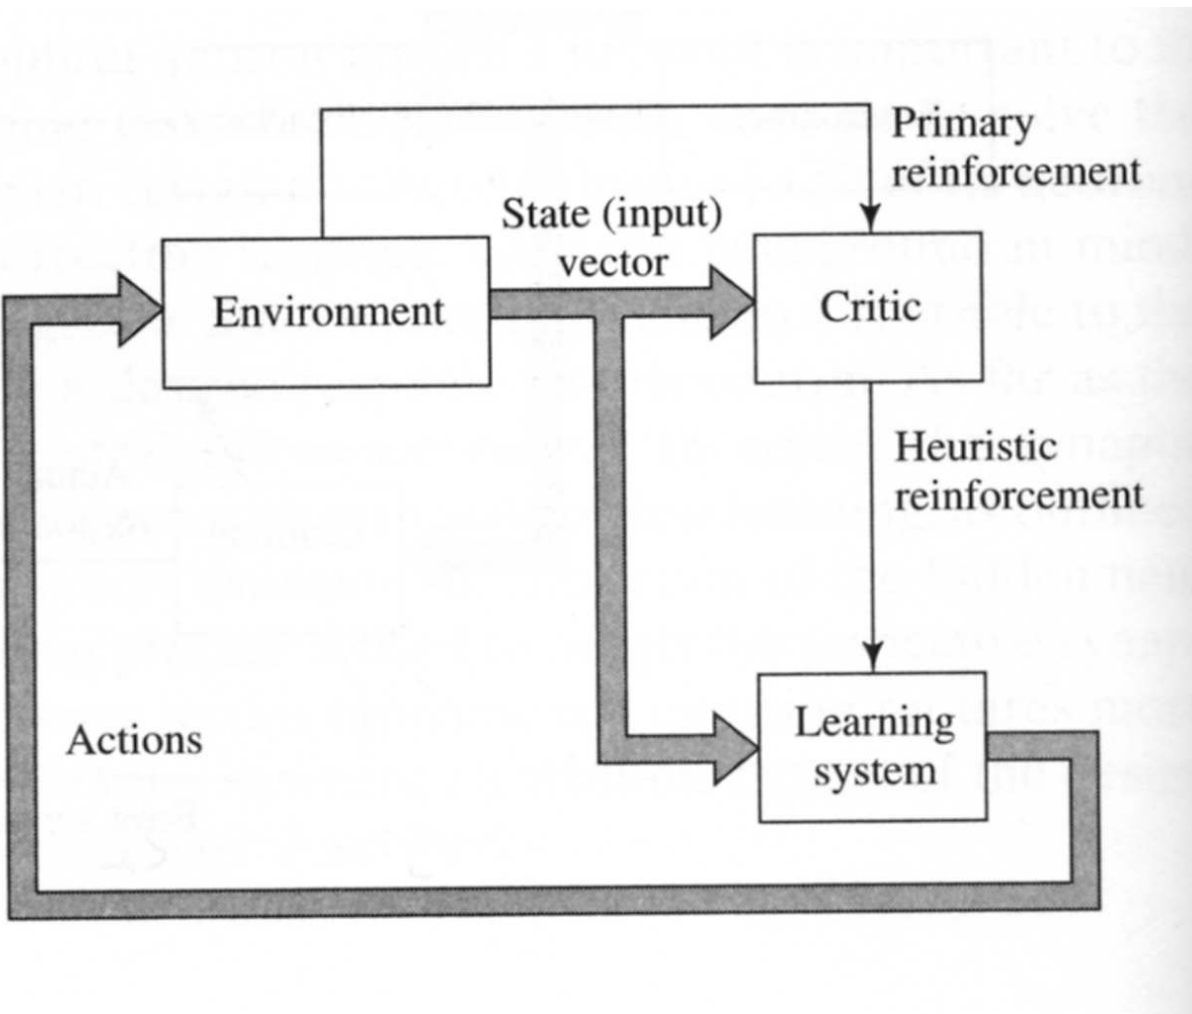 Primary
reinforcement
State (input)
vector
Environment
Critic
Heuristic
reinforcement
Actions
Learning
system